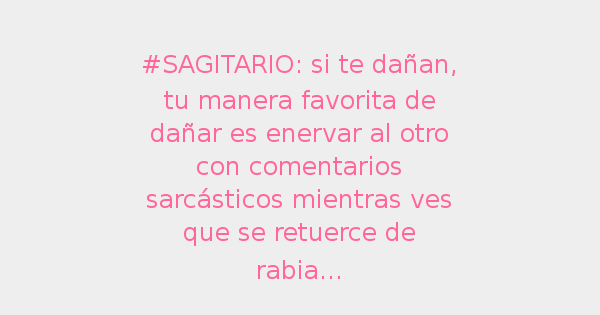 #SAGITARIO: si te dañan,
tu manera favorita de
dañar es enervar al otro
con comentarios
sarcásticos mientras ves
que se retuerce de
rabia...